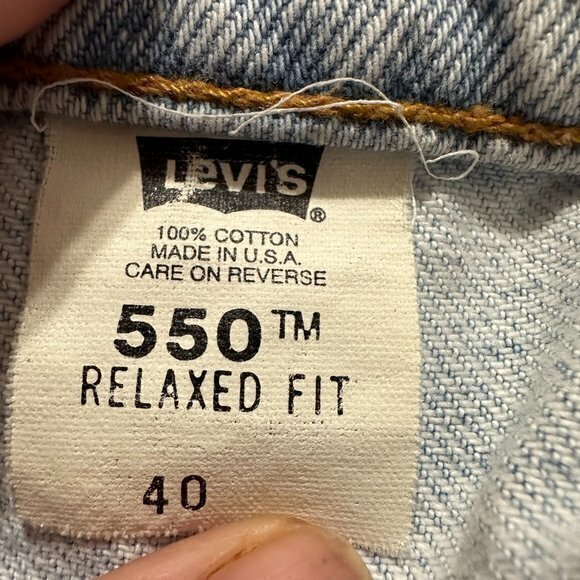 Levi's ®
100% COTTON
MADE IN U.S.A.
CARE ON REVERSE
550™
RELAXED FIT
40